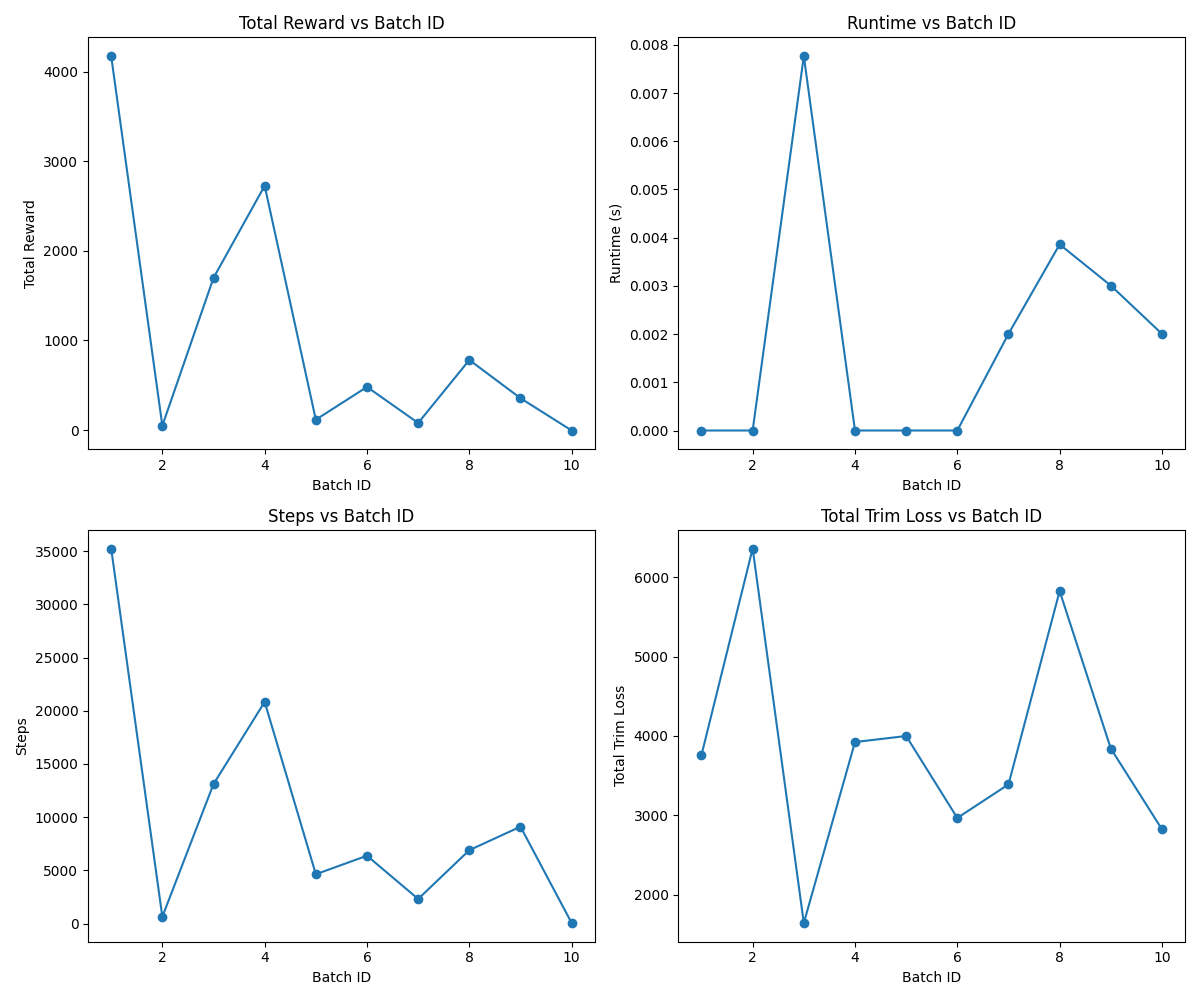 Total Reward vs Batch ID
4000
3000
2000
1000
0
Total Reward
2 4 6 8 10
Batch ID
Runtime vs Batch ID
0.008
0.007
0.006
0.005
0.004
0.003
0.002
0.001
0.000
Runtime (s)
2 4 6 8 10
Batch ID
Steps vs Batch ID
35000
30000
25000
20000
15000
10000
5000
0
Steps
2 4 6 8 10
Batch ID
Total Trim Loss vs Batch ID
6000
5000
4000
3000
2000
Total Trim Loss
2 4 6 8 10
Batch ID